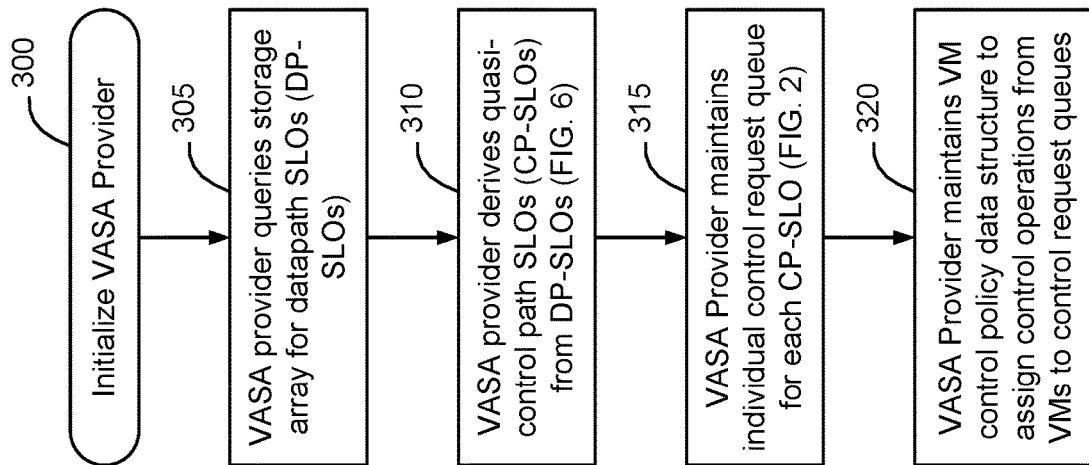 300
Initialize VASA Provider
305
VASA provider queries storage
array for datapath SLOs (DP-
SLOs)
310
VASA provider derives quasi-
control path SLOs (CP-SLOs)
from DP-SLOs (FIG. 6)
315
VASA Provider maintains
individual control request queue
for each CP-SLO (FIG. 2)
320
VASA Provider maintains VM
control policy data structure to
assign control operations from
VMs to control request queues